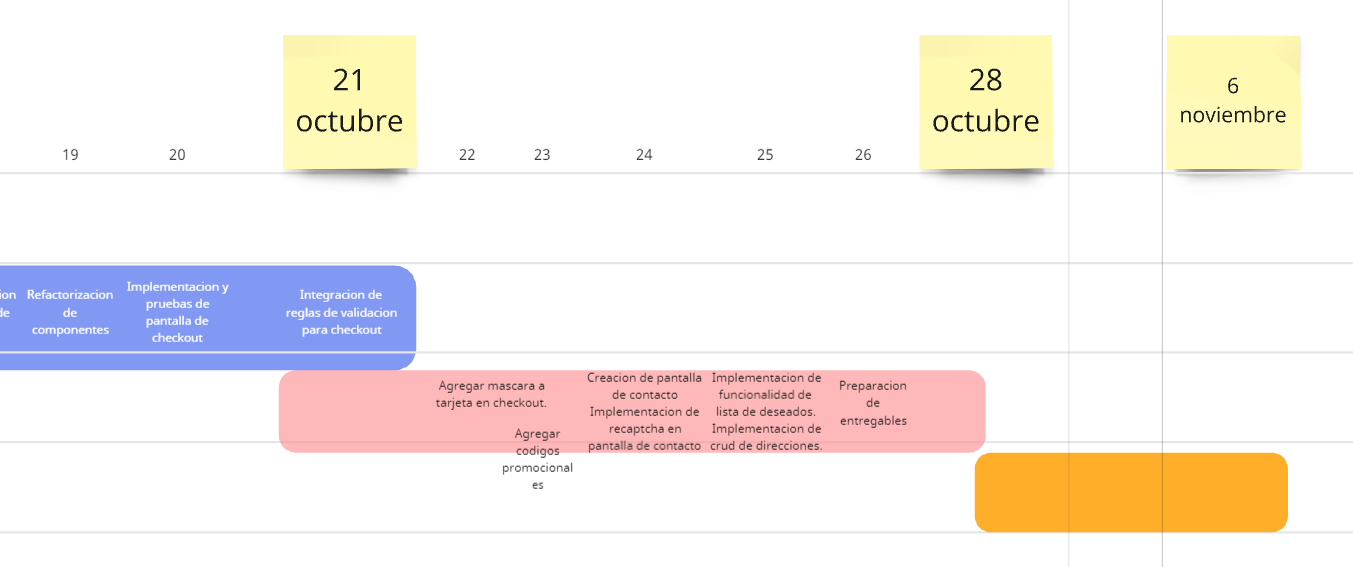 21
octubre
28
octubre
6
noviembre
19
20
22
23
24
25
26
ion
de
Refactorizacion
de
componentes
Implementacion y
pruebas de
pantalla de
checkout
Integracion de
reglas de validacion
para checkout
Agregar mascara a
tarjeta en checkout.
Agregar
codigos
promocional
es
Creacion de pantalla
de contacto
Implementacion de
recaptcha en
pantalla de contacto
Implementacion de
funcionalidad de
lista de deseados.
Implementacion de
crud de direcciones.
Preparacion
de
entregables